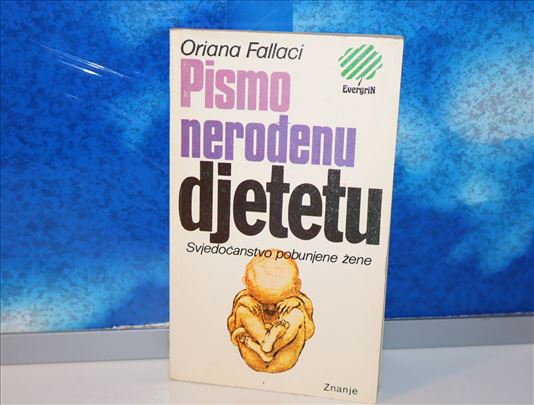 Oriana Fallaci
EvergriN
Pismo
nerođenu
djetetu
Svjedočanstvo pobunjene žene
Znanje